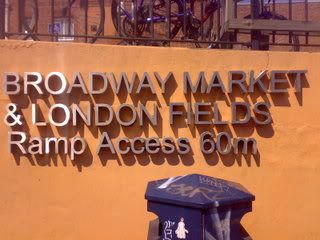 BROADWAY MARKET
& LONDON FIELDS
Ramp Access 60m